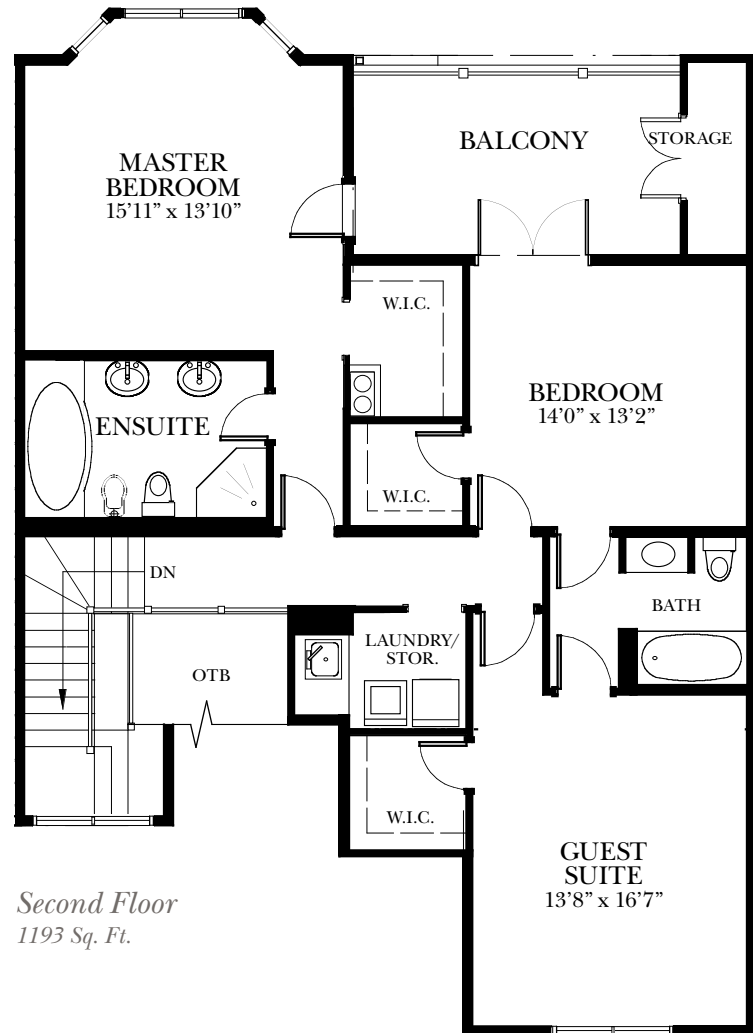 BALCONY
STORAGE
MASTER
BEDROOM
15’11” x 13’10”
W.I.C.
BEDROOM
14’0” x 13’2”
ENSUITE
W.I.C.
DN
BATH
LAUNDRY/
STOR.
OTB
W.I.C.
GUEST
SUITE
13’8” x 16’7”
Second Floor
1193 Sq. Ft.